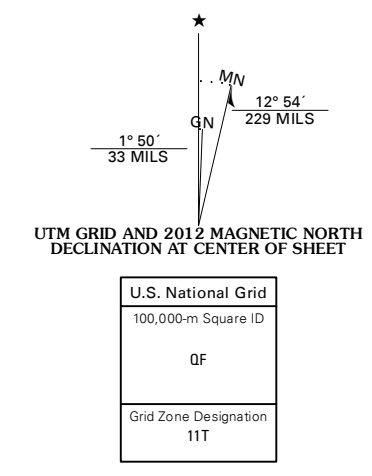 ★
MN
12° 54´
229 MILS
GN
1° 50´
33 MILS
UTM GRID AND 2012 MAGNETIC NORTH
DECLINATION AT CENTER OF SHEET
U.S. National Grid
100,000-m Square ID
QF
Grid Zone Designation
11T